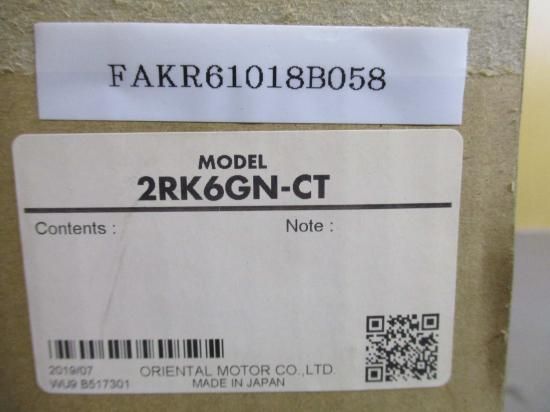 FAKR61018B058
MODEL
2RK6GN-CT
Contents :
Note :
2019/07
ORIENTAL MOTOR CO.,LTD.
WU9 B517301
MADE IN JAPAN